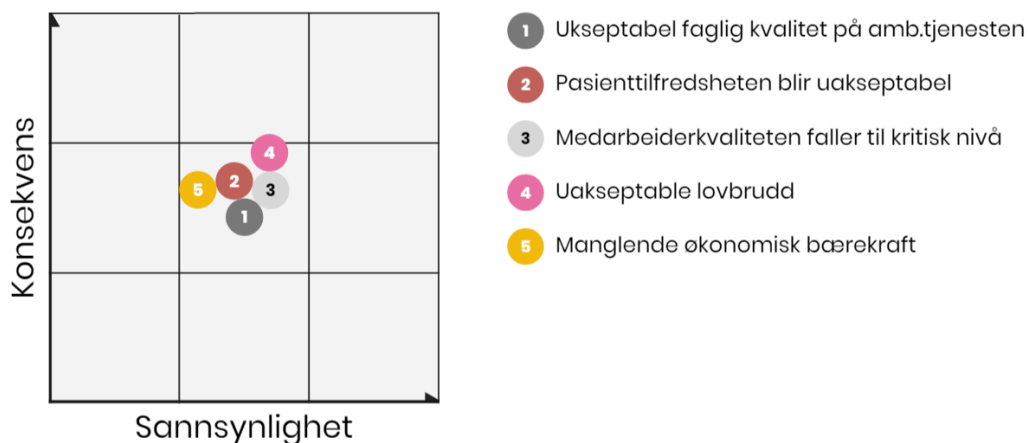 Konsekvens
4
2
5
3
1
Sannsynlighet
1 Ukseptabel faglig kvalitet på amb.tjenesten
2 Pasienttilfredsheten blir uakseptabel
3 Medarbeiderkvaliteten faller til kritisk nivå
4 Uakseptable lovbrudd
5 Manglende økonomisk bærekraft